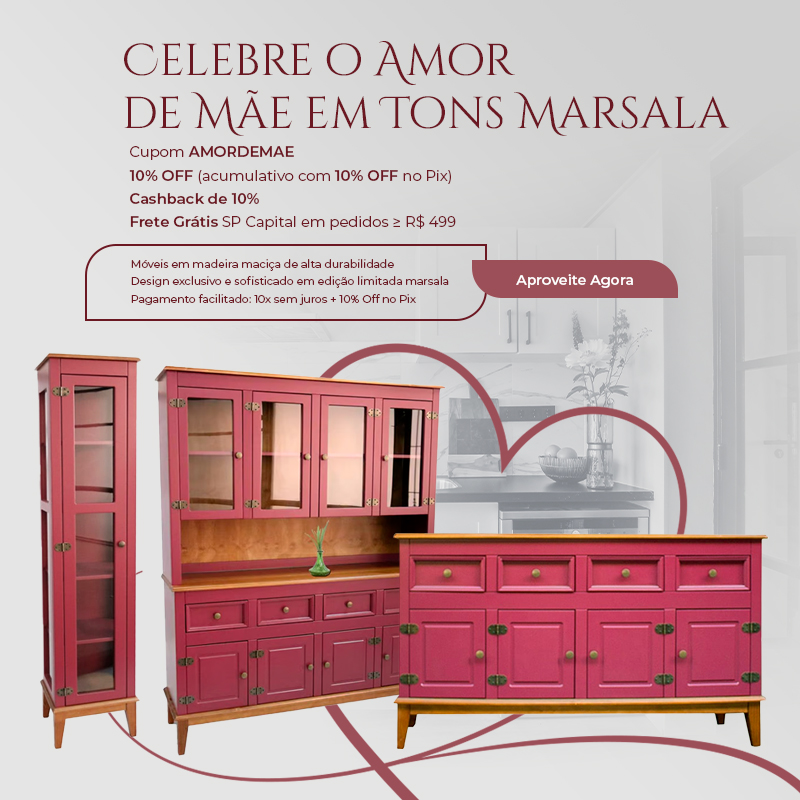 Celebre o Amor
de Mãe em Tons Marsala
Cupom AMORDEMAE
10% OFF (acumulativo com 10% OFF no Pix)
Cashback de 10%
Frete Grátis SP Capital em pedidos ≥ R$ 499
Móveis em madeira maciça de alta durabilidade
Design exclusivo e sofisticado em edição limitada marsala
Pagamento facilitado: 10x sem juros + 10% Off no Pix
Aproveite Agora